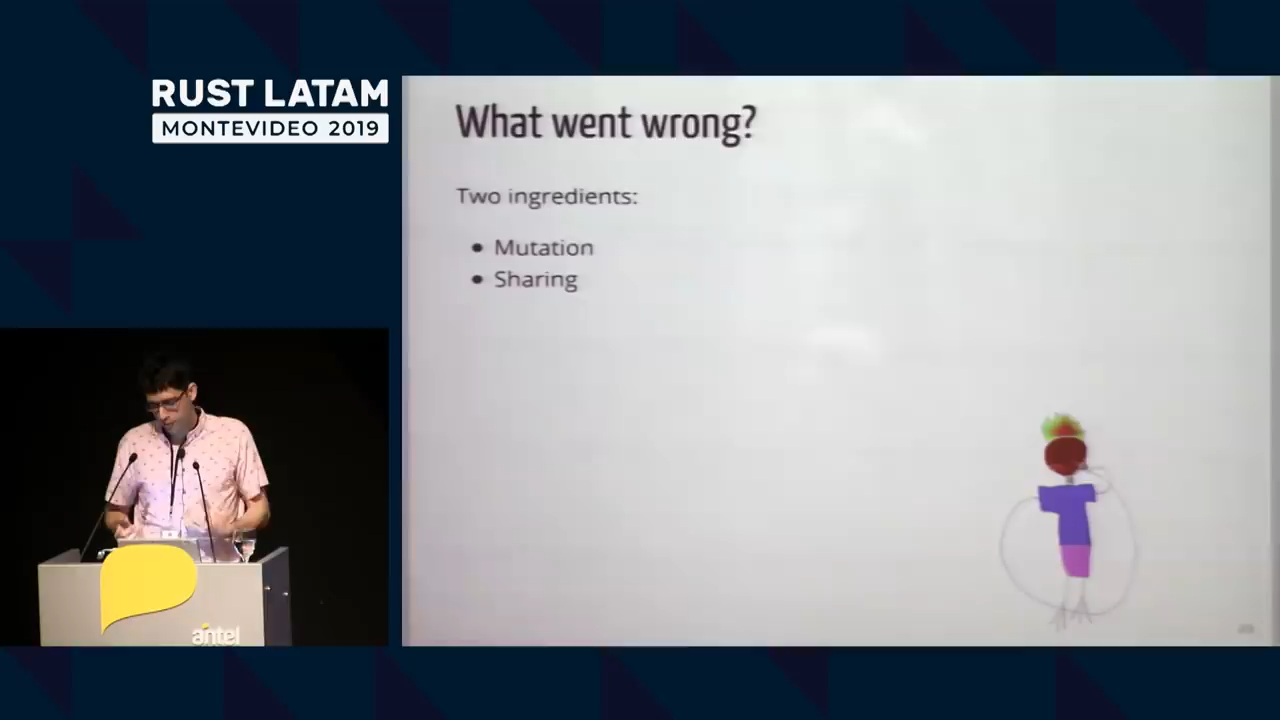 RUST LATAM
MONTEVIDEO 2019
What went wrong?
Two ingredients:
• Mutation
• Sharing
antel